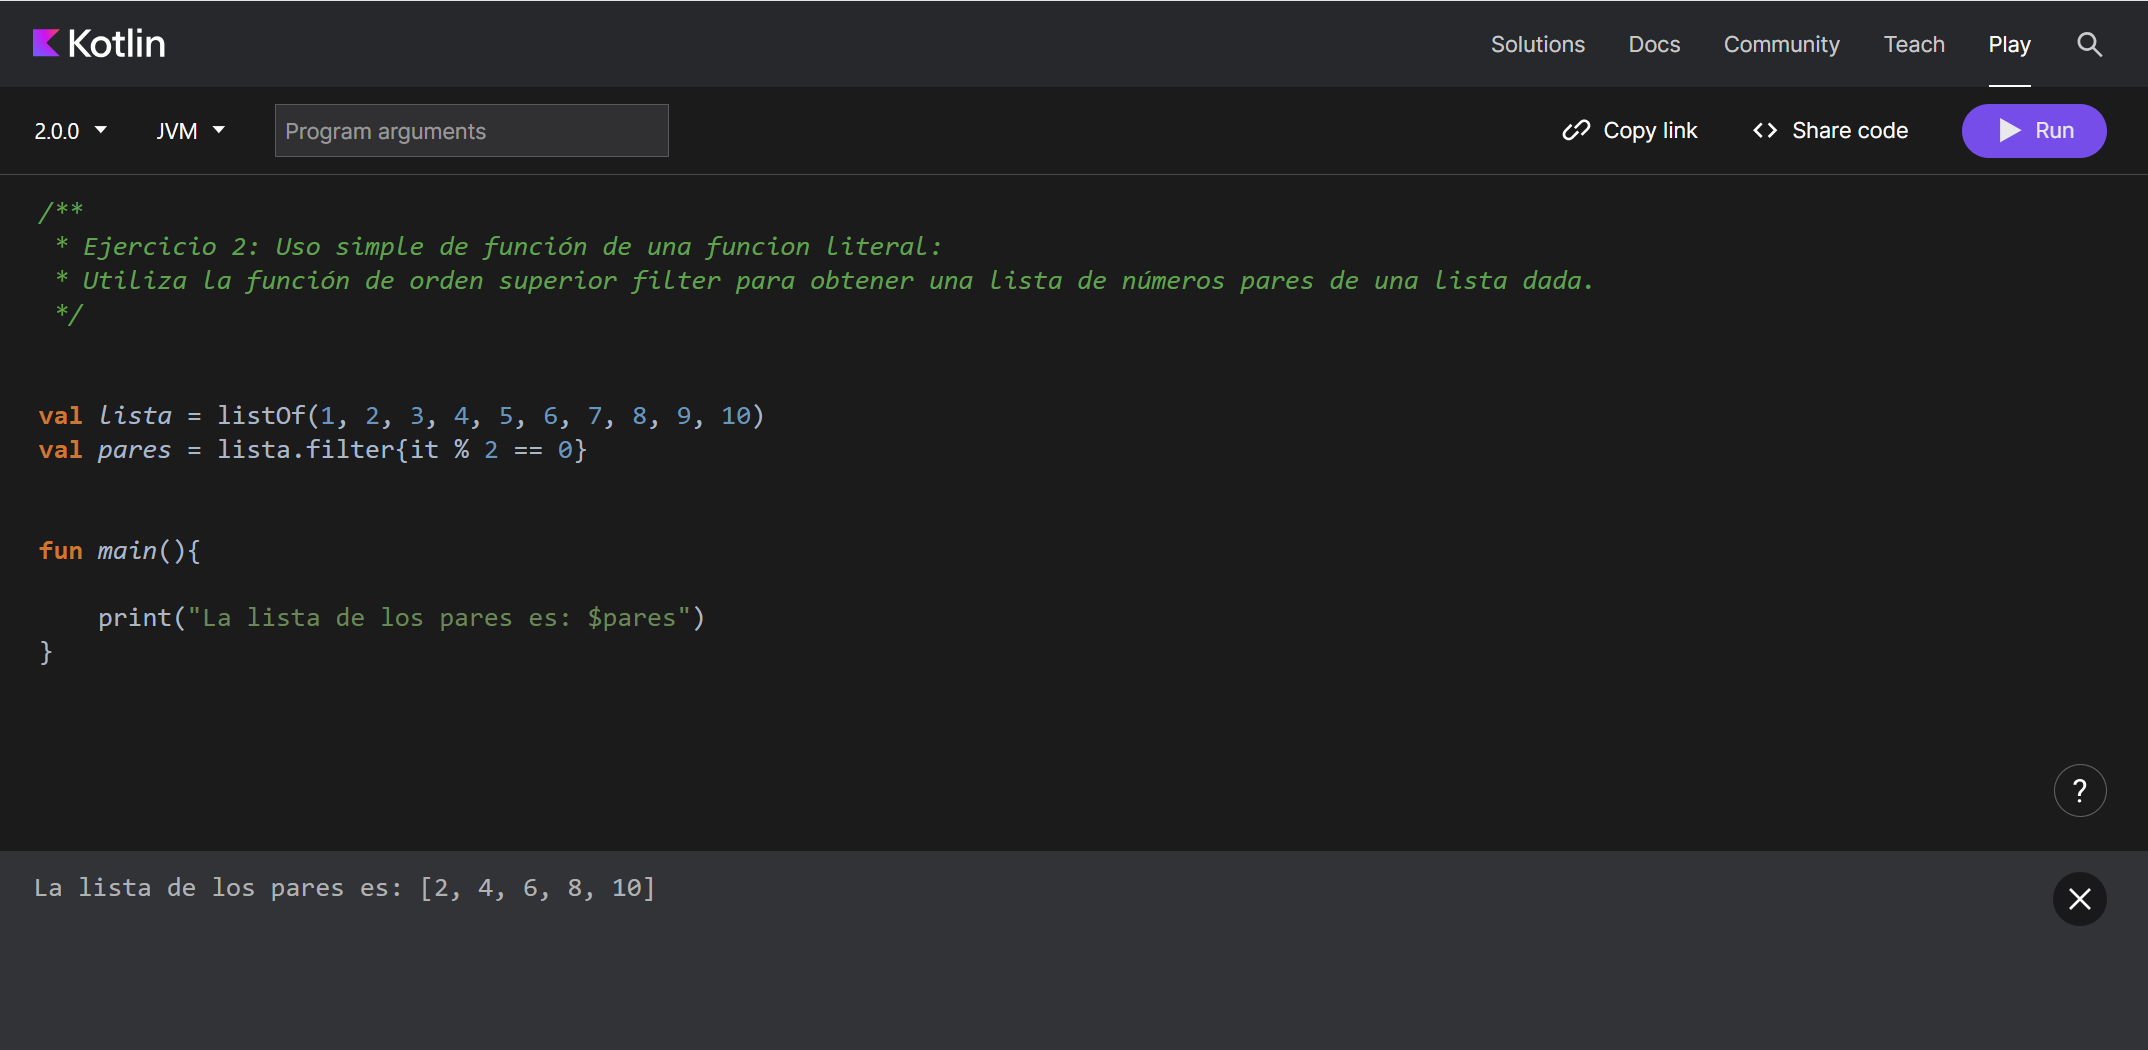 Kotlin
Solutions Docs Community Teach Play
2.0.0 JVM Program arguments Copy link Share code Run
/**
* Ejercicio 2: Uso simple de función de una funcion literal:
* Utiliza la función de orden superior filter para obtener una lista de números pares de una lista dada.
*/
val lista = listOf(1, 2, 3, 4, 5, 6, 7, 8, 9, 10)
val pares = lista.filter{it % 2 == 0}
fun main(){
print("La lista de los pares es: $pares")
}
?
La lista de los pares es: [2, 4, 6, 8, 10]